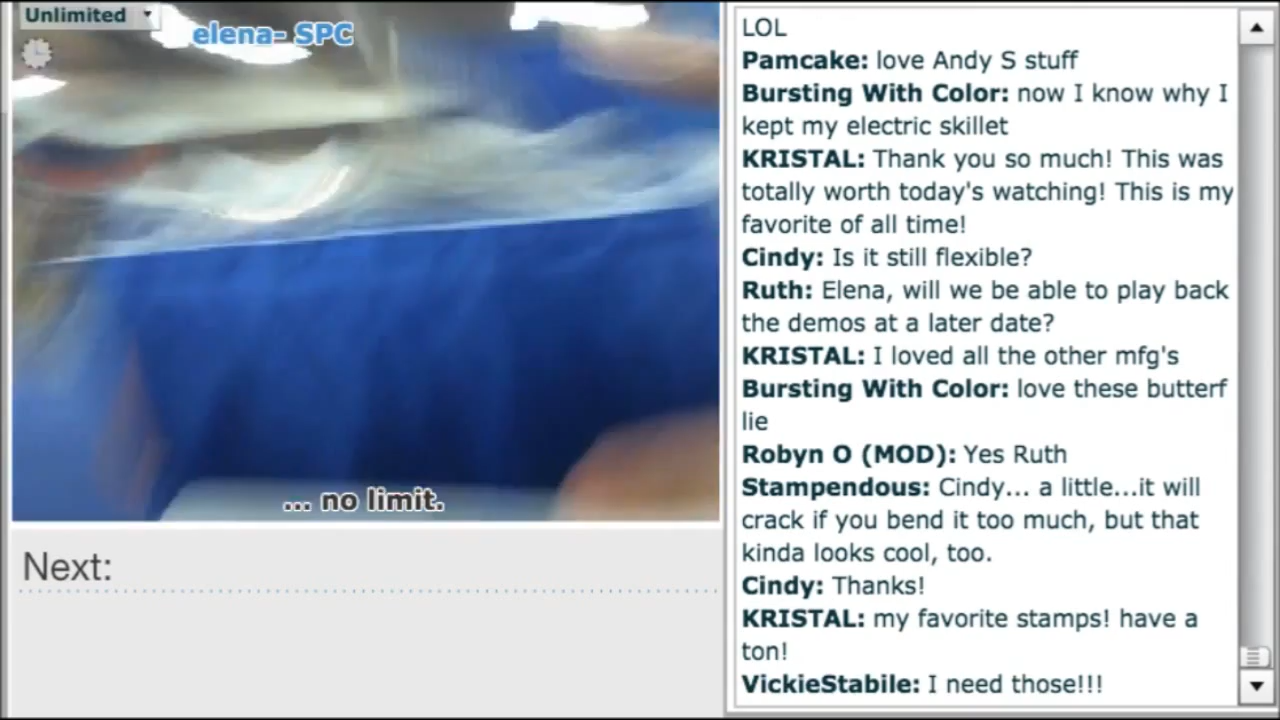 Unlimited
elena- SPC
... no limit.
Next:
LOL
Pamcake: love Andy S stuff
Bursting With Color: now I know why I
kept my electric skillet
KRISTAL: Thank you so much! This was
totally worth today's watching! This is my
favorite of all time!
Cindy: Is it still flexible?
Ruth: Elena, will we be able to play back
the demos at a later date?
KRISTAL: I loved all the other mfg's
Bursting With Color: love these butterf
lie
Robyn O (MOD): Yes Ruth
Stampendous: Cindy... a little...it will
crack if you bend it too much, but that
kinda looks cool, too.
Cindy: Thanks!
KRISTAL: my favorite stamps! have a
ton!
VickieStabile: I need those!!!